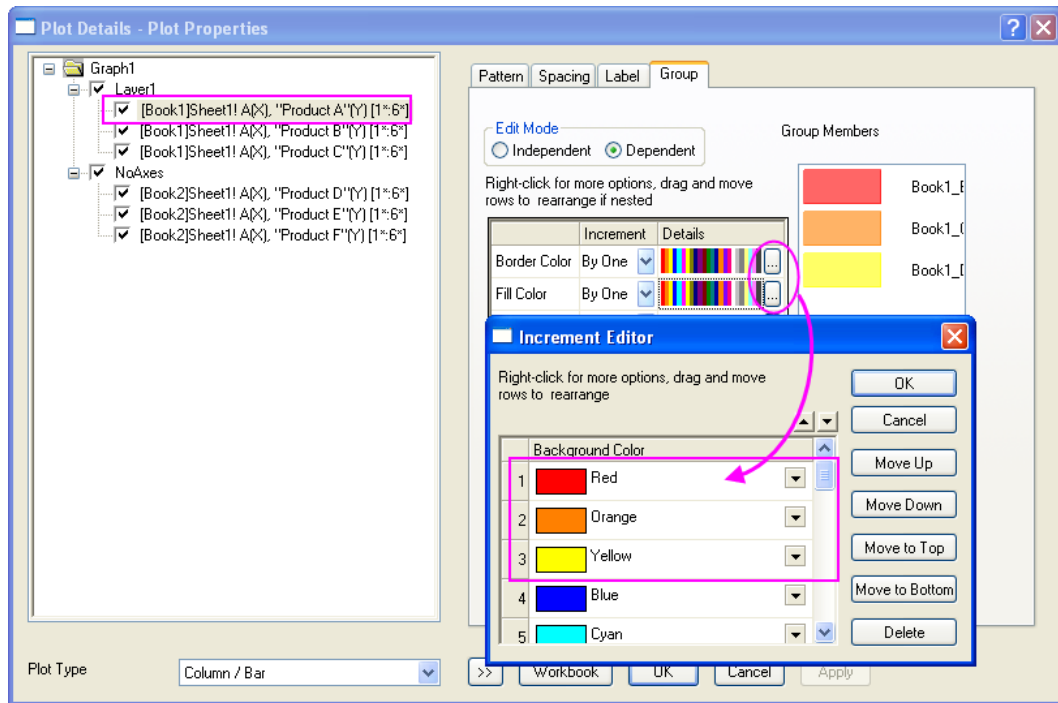 Plot Details - Plot Properties
Graph1
Layer1
[Book1]Sheet1! A(X), "Product A"(Y) [1*:6*]
[Book1]Sheet1! A(X), "Product B"(Y) [1*:6*]
[Book1]Sheet1! A(X), "Product C"(Y) [1*:6*]
NoAxes
[Book2]Sheet1! A(X), "Product D"(Y) [1*:6*]
[Book2]Sheet1! A(X), "Product E"(Y) [1*:6*]
[Book2]Sheet1! A(X), "Product F"(Y) [1*:6*]
Pattern Spacing Label Group
Edit Mode
Independent Dependent
Group Members
Right-click for more options, drag and move
rows to rearrange if nested
Increment Details
Border Color By One ...
Fill Color By One ...
Book1_
Book1_
Book1_
Increment Editor
Right-click for more options, drag and move
rows to rearrange
Background Color
1 Red
2 Orange
3 Yellow
4 Blue
5 Cyan
OK
Cancel
Move Up
Move Down
Move to Top
Move to Bottom
Delete
Plot Type Column / Bar >> Workbook OK Cancel Apply